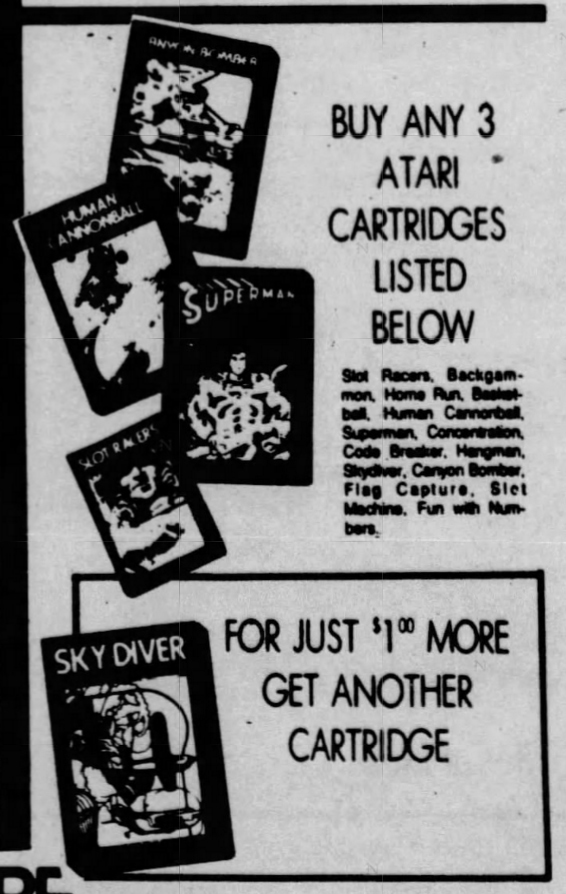 CANYON BOMBER
HUMAN
CANNONBALL
SUPERMAN
SLOT RACERS
BUY ANY 3
ATARI
CARTRIDGES
LISTED
BELOW
Slot Racers, Backgam-
mon, Home Run, Basket-
ball, Human Cannonball,
Superman, Concentration,
Code Breaker, Hangman,
Skydiver, Canyon Bomber,
Flag Capture, Slot
Machine, Fun with Num-
bers.
SKY DIVER
FOR JUST $1⁰⁰ MORE
GET ANOTHER
CARTRIDGE